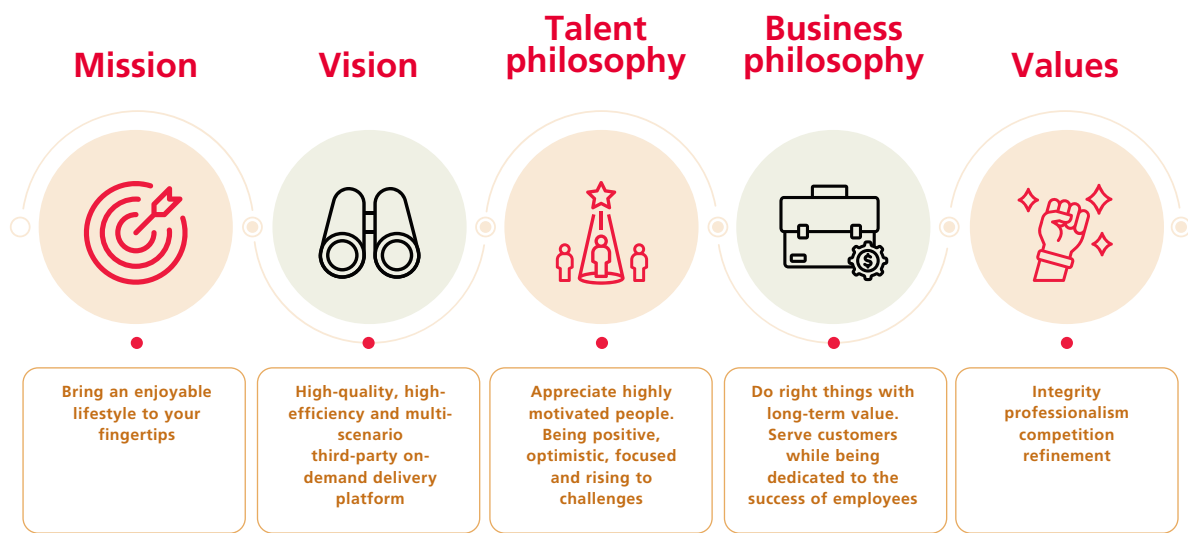 Mission
Bring an enjoyable
lifestyle to your
fingertips
Vision
High-quality, high-
efficiency and multi-
scenario
third-party on-
demand delivery
platform
Talent
philosophy
Appreciate highly
motivated people.
Being positive,
optimistic, focused
and rising to
challenges
Business
philosophy
$
Do right things with
long-term value.
Serve customers
while being
dedicated to the
success of employees
Values
Integrity
professionalism
competition
refinement